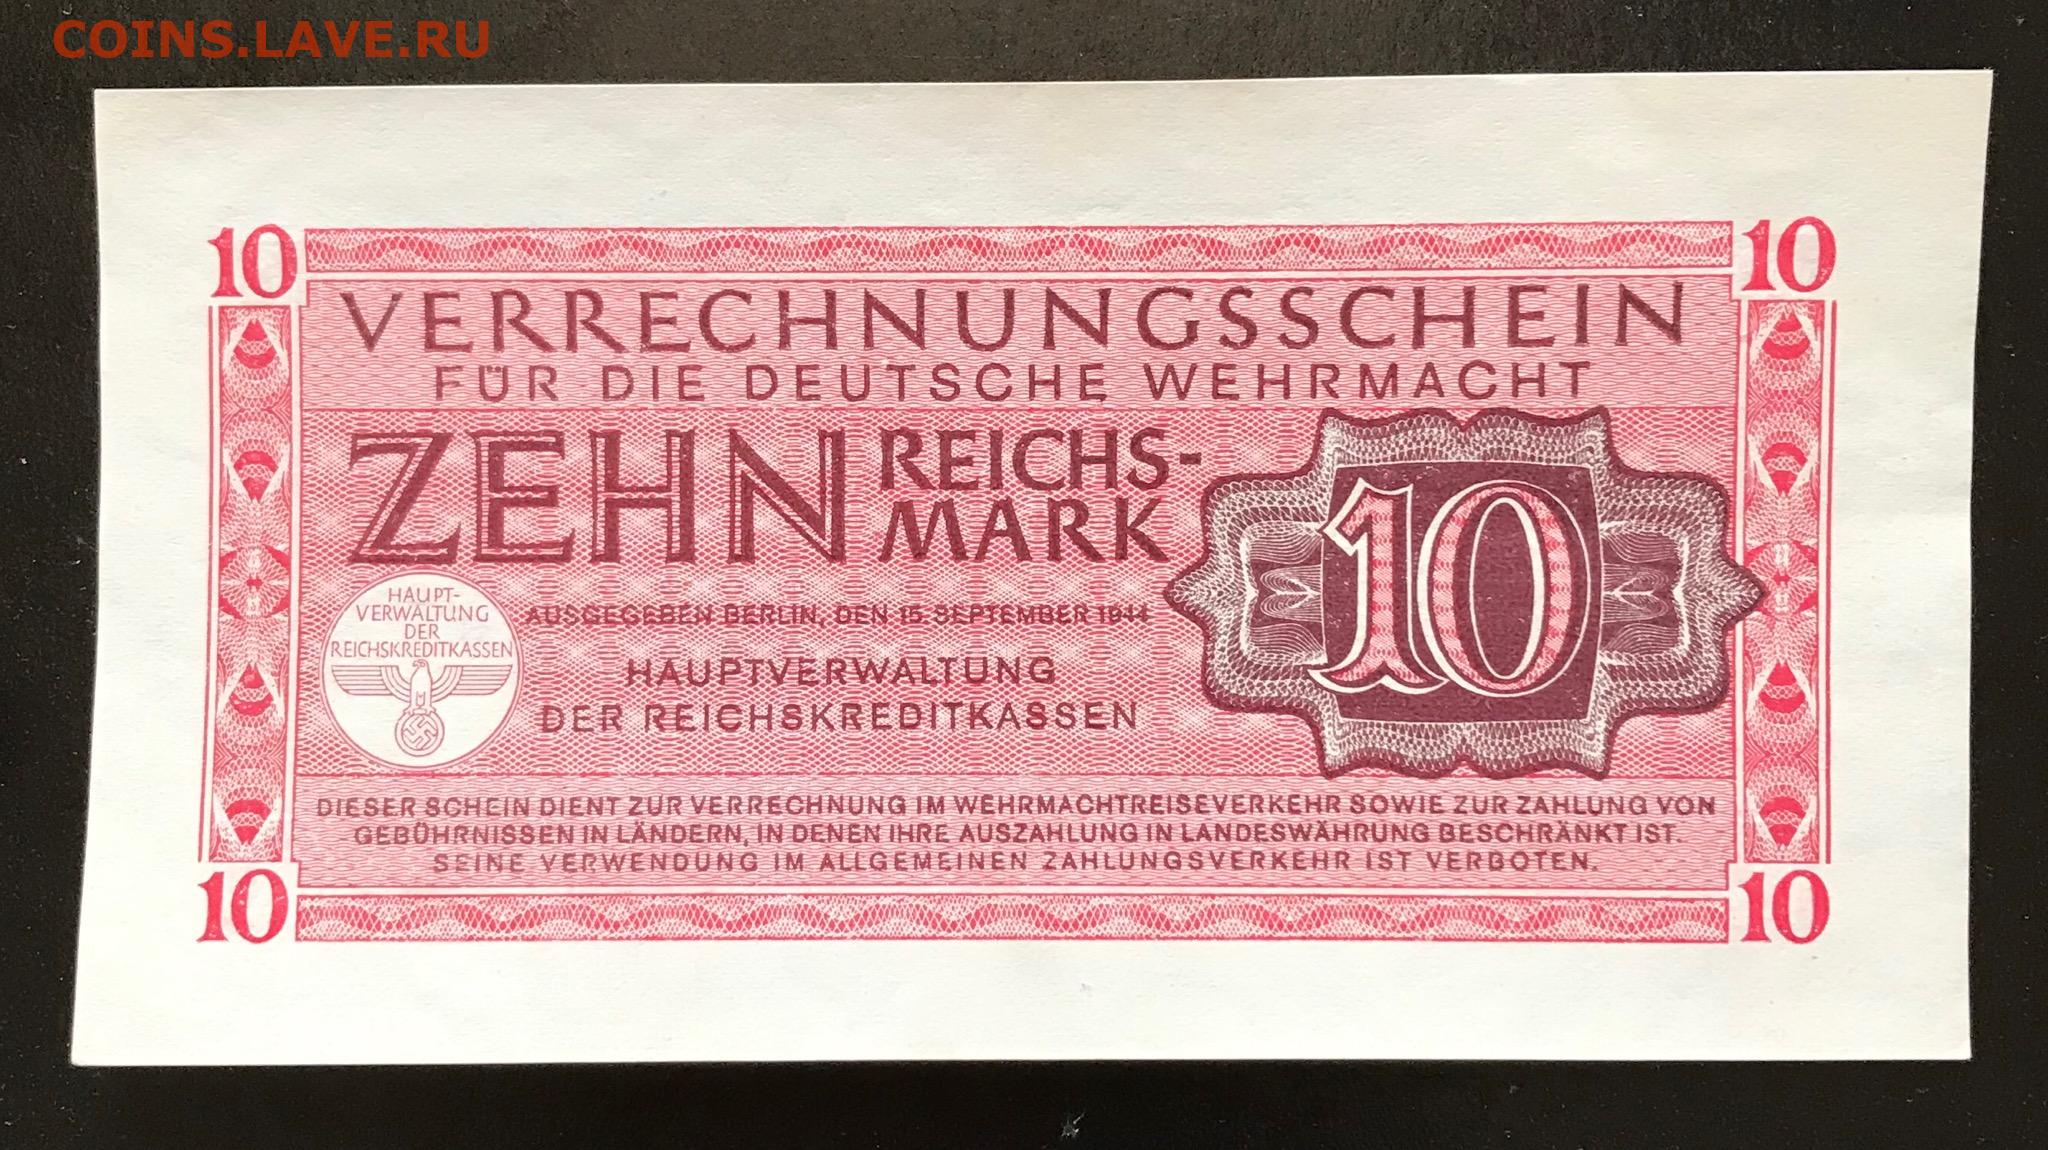 COINS.LAVE.RU
10 10
VERRECHNUNGSSCHEIN
FÜR DIE DEUTSCHE WEHRMACHT
ZEHN REICHS-
MARK
10
HAUPT-
VERWALTUNG
DER
REICHSKREDITKASSEN
AUSGEGEBEN BERLIN, DEN 15. SEPTEMBER 1944
HAUPTVERWALTUNG
DER REICHSKREDITKASSEN
DIESER SCHEIN DIENT ZUR VERRECHNUNG IM WEHRMACHTREISEVERKEHR SOWIE ZUR ZAHLUNG VON
GEBÜHRNISSEN IN LÄNDERN, IN DENEN IHRE AUSZAHLUNG IN LANDESWÄHRUNG BESCHRÄNKT IST.
SEINE VERWENDUNG IM ALLGEMEINEN ZAHLUNGSVERKEHR IST VERBOTEN.
10 10